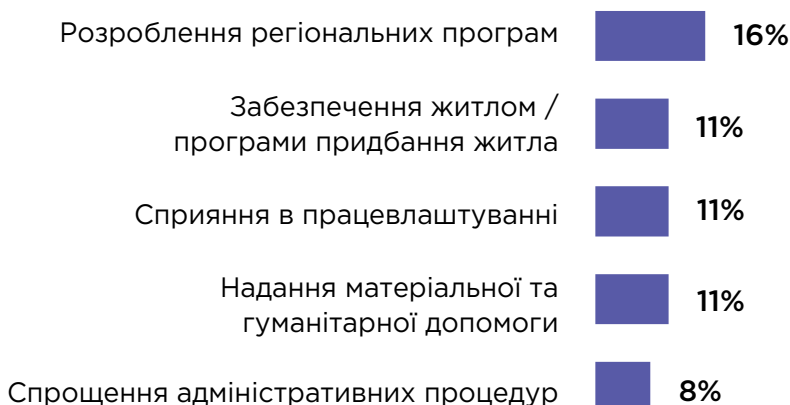 Розроблення регіональних програм 16%
Забезпечення житлом /
програми придбання житла 11%
Сприяння в працевлаштуванні 11%
Надання матеріальної та
гуманітарної допомоги 11%
Спрощення адміністративних процедур 8%